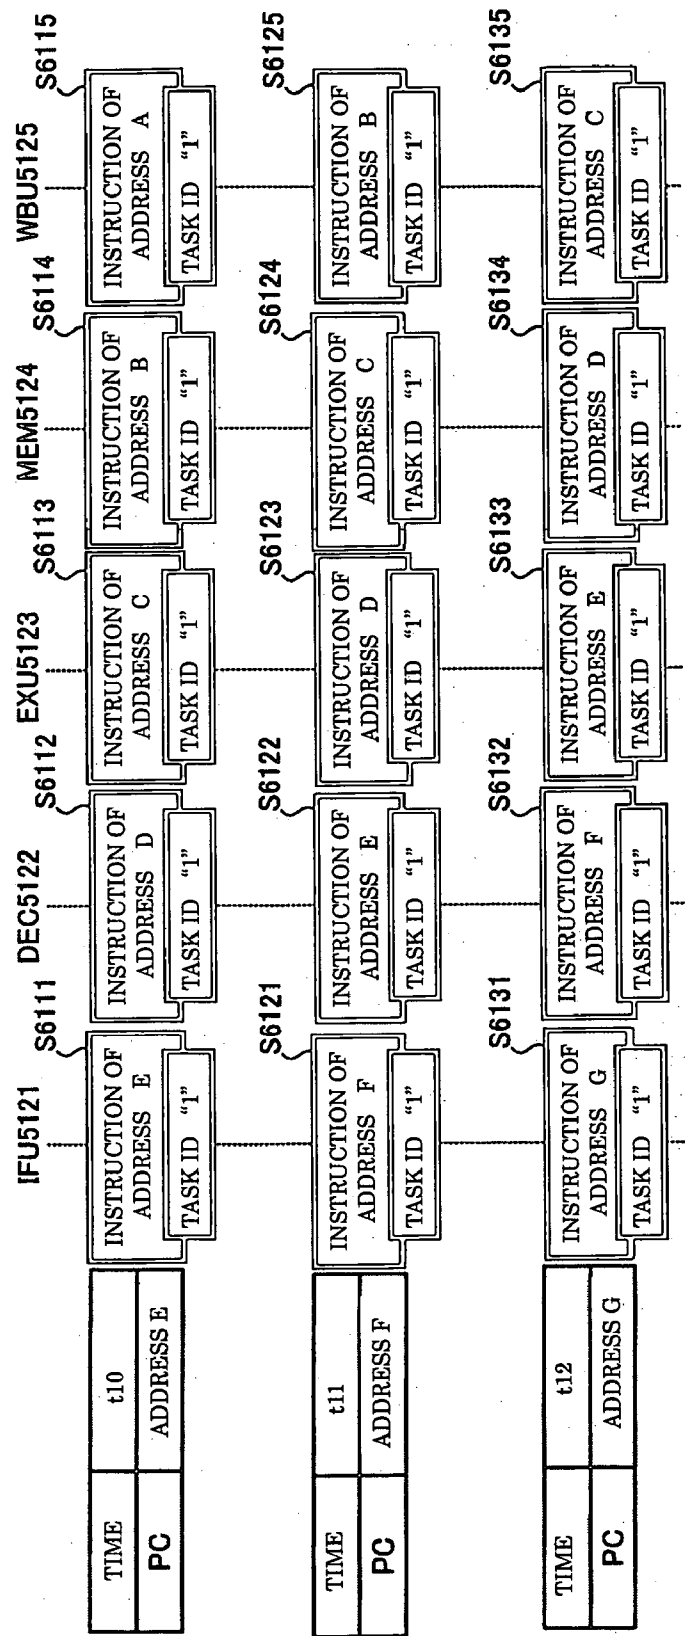 IFU5121 DEC5122 EXU5123 MEM5124 WBU5125
S6111 S6112 S6113 S6114 S6115
TIME t10
PC ADDRESS E
INSTRUCTION OF
ADDRESS E
TASK ID “1”
INSTRUCTION OF
ADDRESS D
TASK ID “1”
INSTRUCTION OF
ADDRESS C
TASK ID “1”
INSTRUCTION OF
ADDRESS B
TASK ID “1”
INSTRUCTION OF
ADDRESS A
TASK ID “1”
S6121 S6122 S6123 S6124 S6125
TIME t11
PC ADDRESS F
INSTRUCTION OF
ADDRESS F
TASK ID “1”
INSTRUCTION OF
ADDRESS E
TASK ID “1”
INSTRUCTION OF
ADDRESS D
TASK ID “1”
INSTRUCTION OF
ADDRESS C
TASK ID “1”
INSTRUCTION OF
ADDRESS B
TASK ID “1”
S6131 S6132 S6133 S6134 S6135
TIME t12
PC ADDRESS G
INSTRUCTION OF
ADDRESS G
TASK ID “1”
INSTRUCTION OF
ADDRESS F
TASK ID “1”
INSTRUCTION OF
ADDRESS E
TASK ID “1”
INSTRUCTION OF
ADDRESS D
TASK ID “1”
INSTRUCTION OF
ADDRESS C
TASK ID “1”